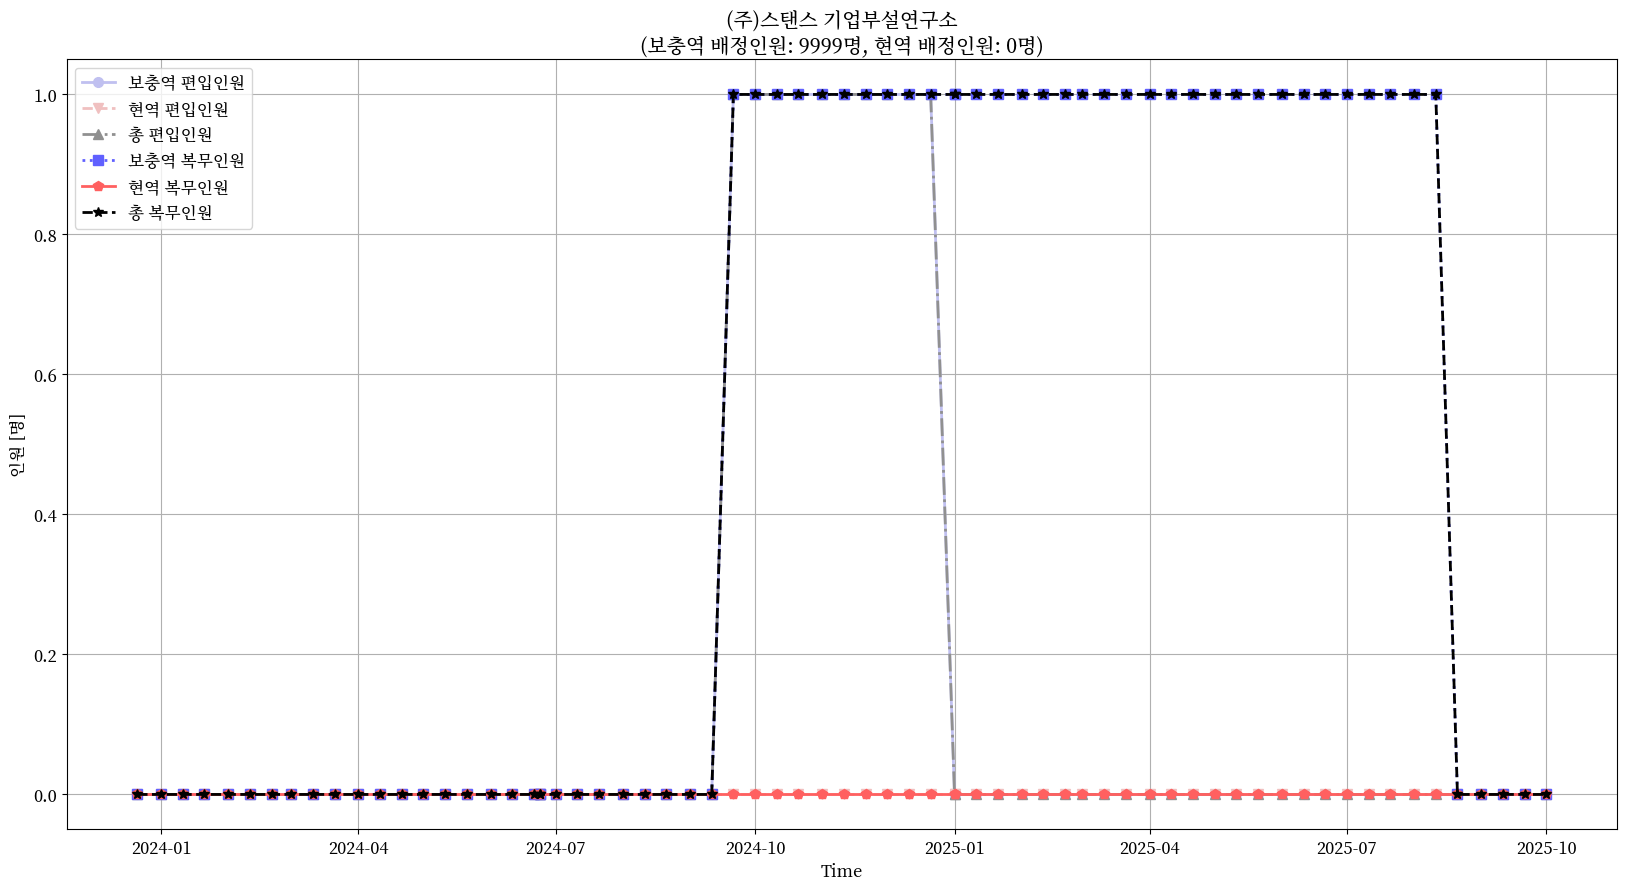 (주)스탠스 기업부설연구소
(보충역 배정인원: 9999명, 현역 배정인원: 0명)
보충역 편입인원
현역 편입인원
총 편입인원
보충역 복무인원
현역 복무인원
총 복무인원
인원 [명]
1.0
0.8
0.6
0.4
0.2
0.0
2024-01
2024-04
2024-07
2024-10
2025-01
2025-04
2025-07
2025-10
Time